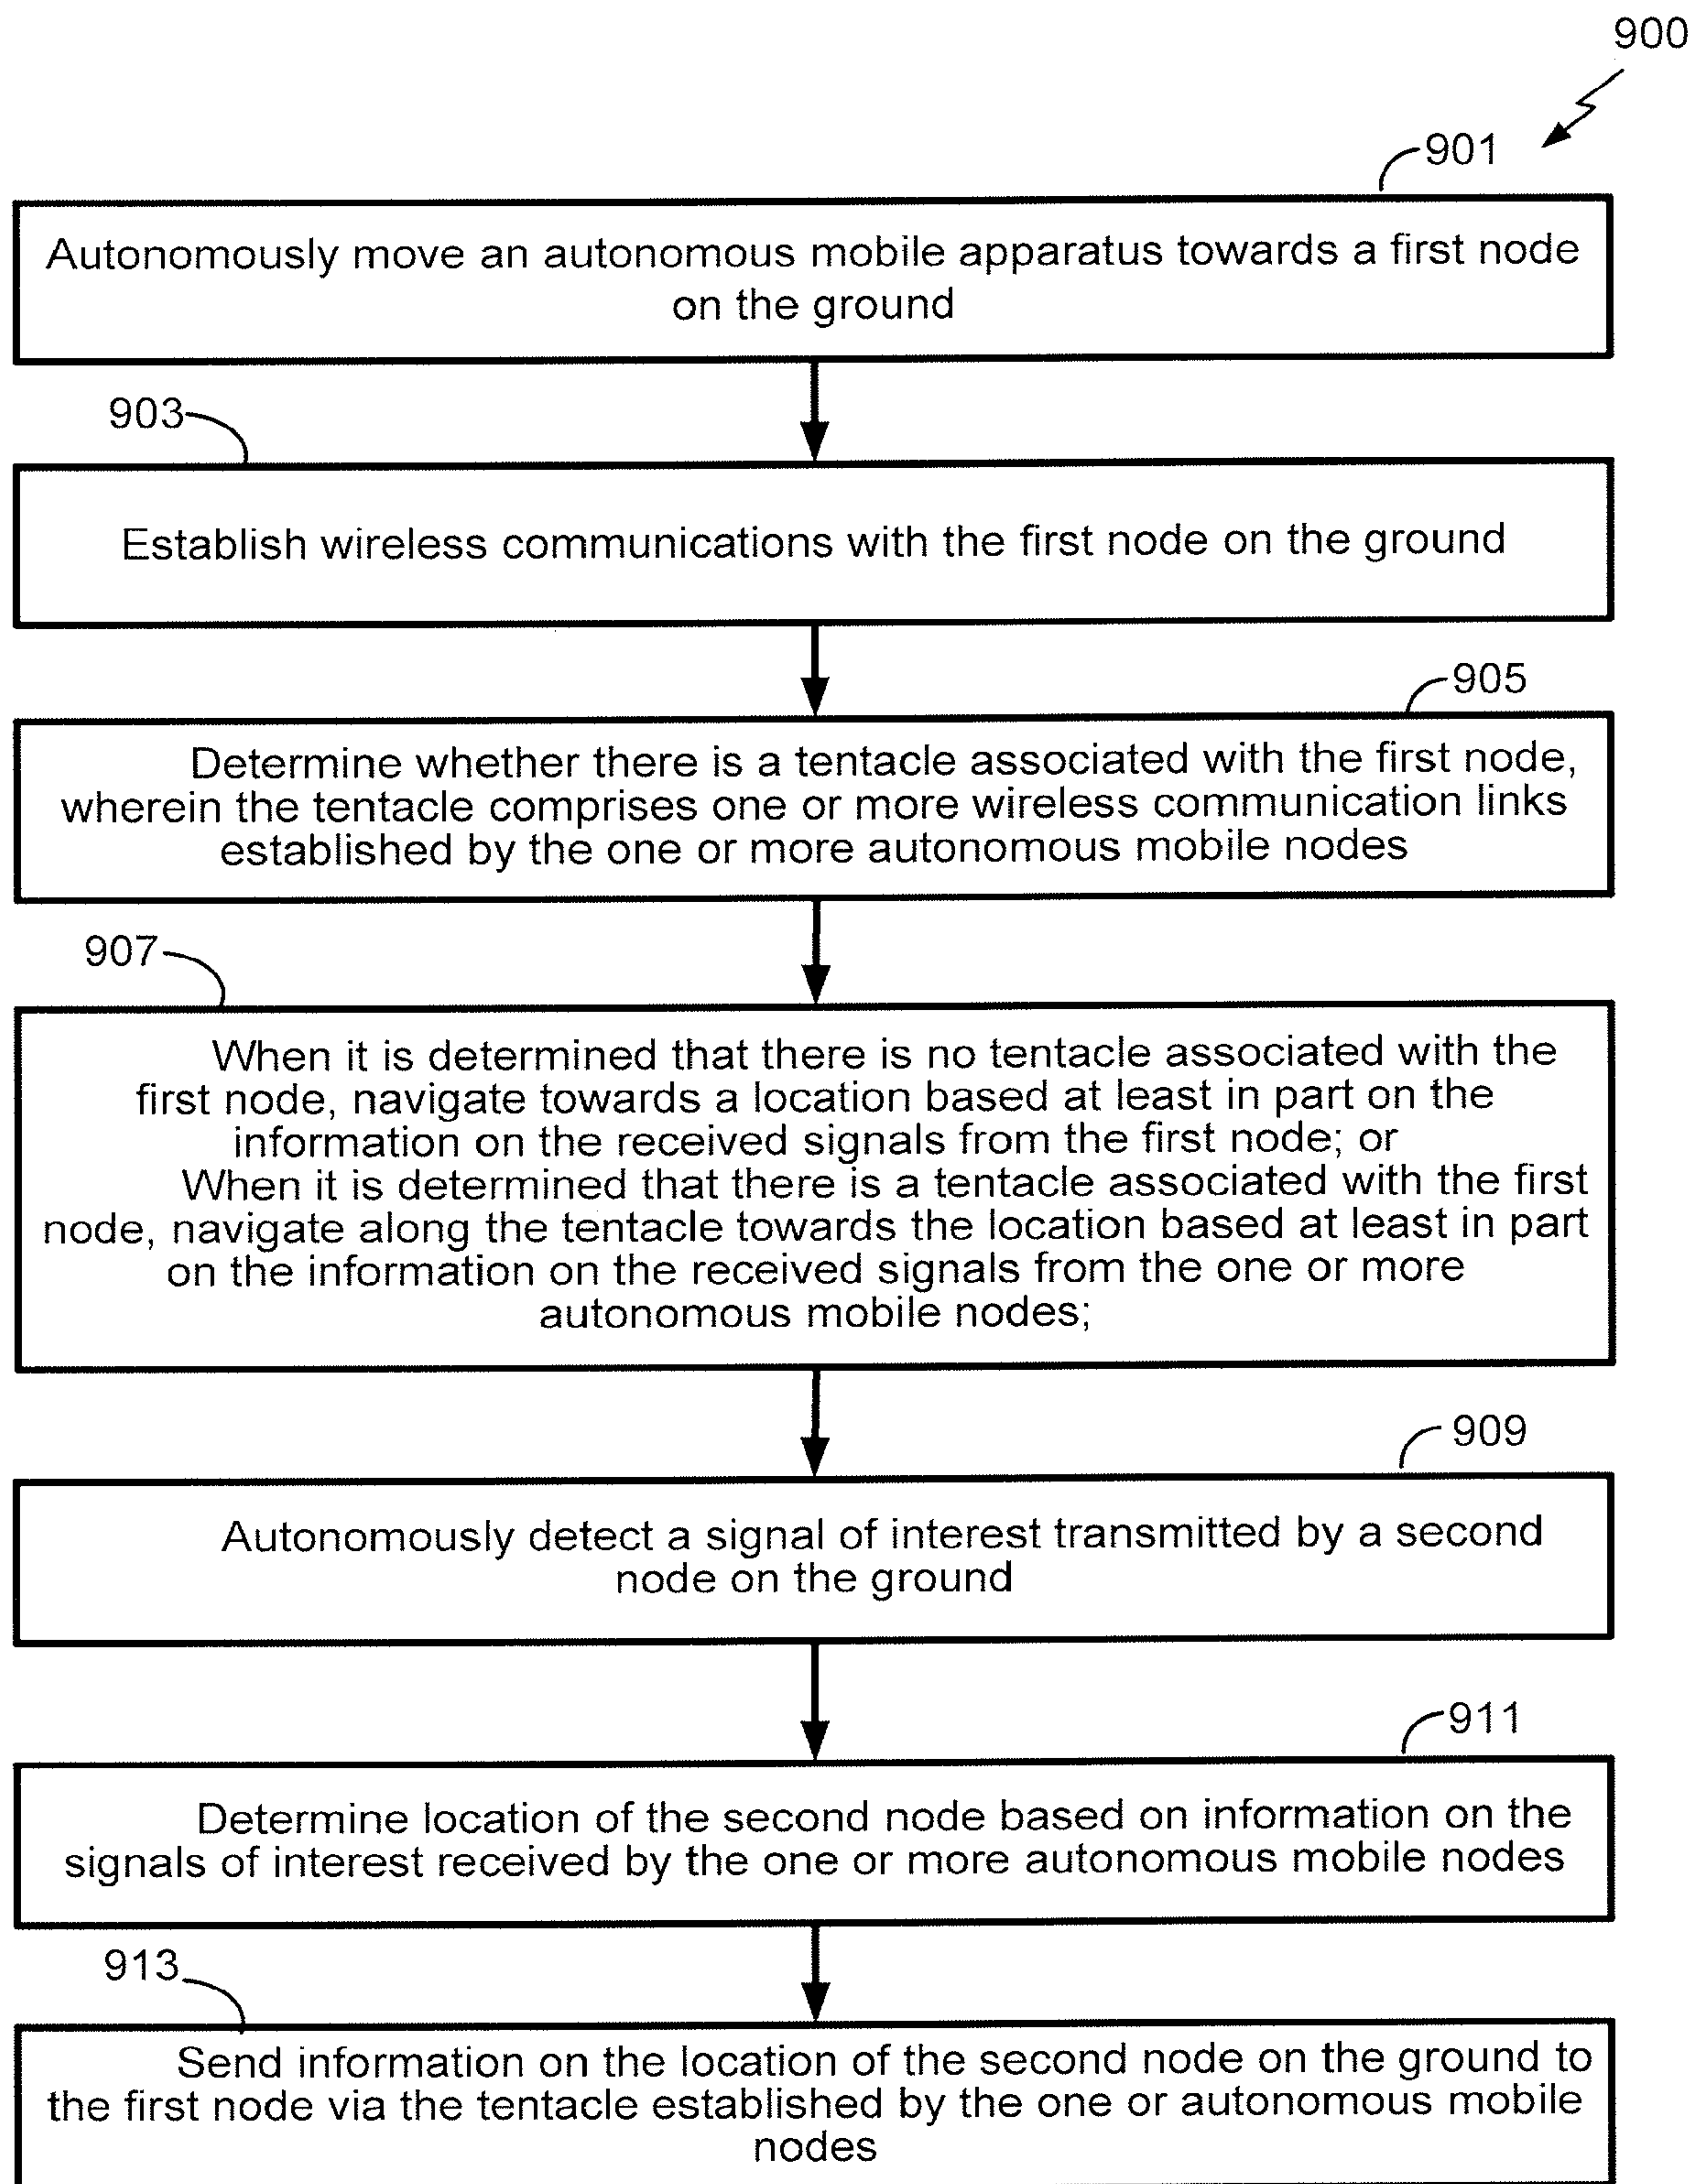 900
901
Autonomously move an autonomous mobile apparatus towards a first node
on the ground
903
Establish wireless communications with the first node on the ground
905
Determine whether there is a tentacle associated with the first node,
wherein the tentacle comprises one or more wireless communication links
established by the one or more autonomous mobile nodes
907
When it is determined that there is no tentacle associated with the
first node, navigate towards a location based at least in part on the
information on the received signals from the first node; or
When it is determined that there is a tentacle associated with the first
node, navigate along the tentacle towards the location based at least in part
on the information on the received signals from the one or more
autonomous mobile nodes;
909
Autonomously detect a signal of interest transmitted by a second
node on the ground
911
Determine location of the second node based on information on the
signals of interest received by the one or more autonomous mobile nodes
913
Send information on the location of the second node on the ground to
the first node via the tentacle established by the one or autonomous mobile
nodes